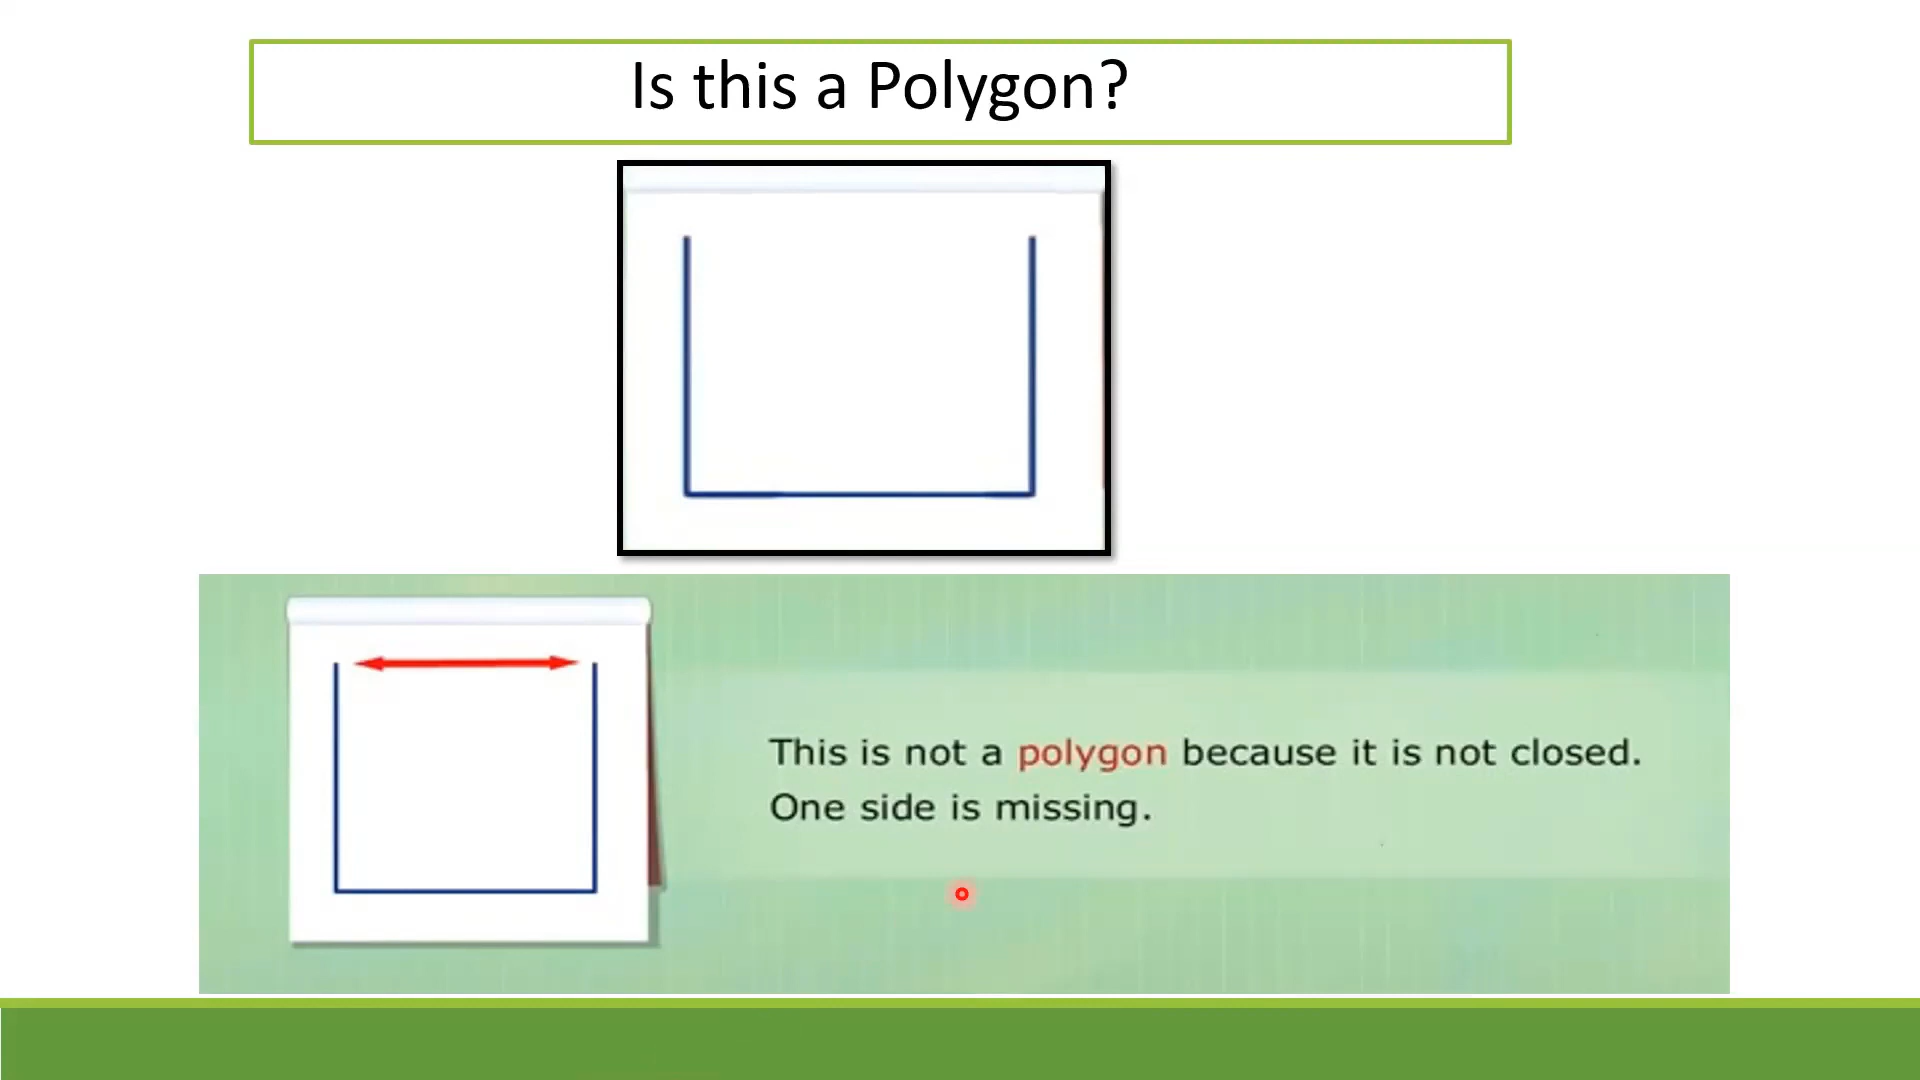 Is this a Polygon?
This is not a polygon because it is not closed.
One side is missing.